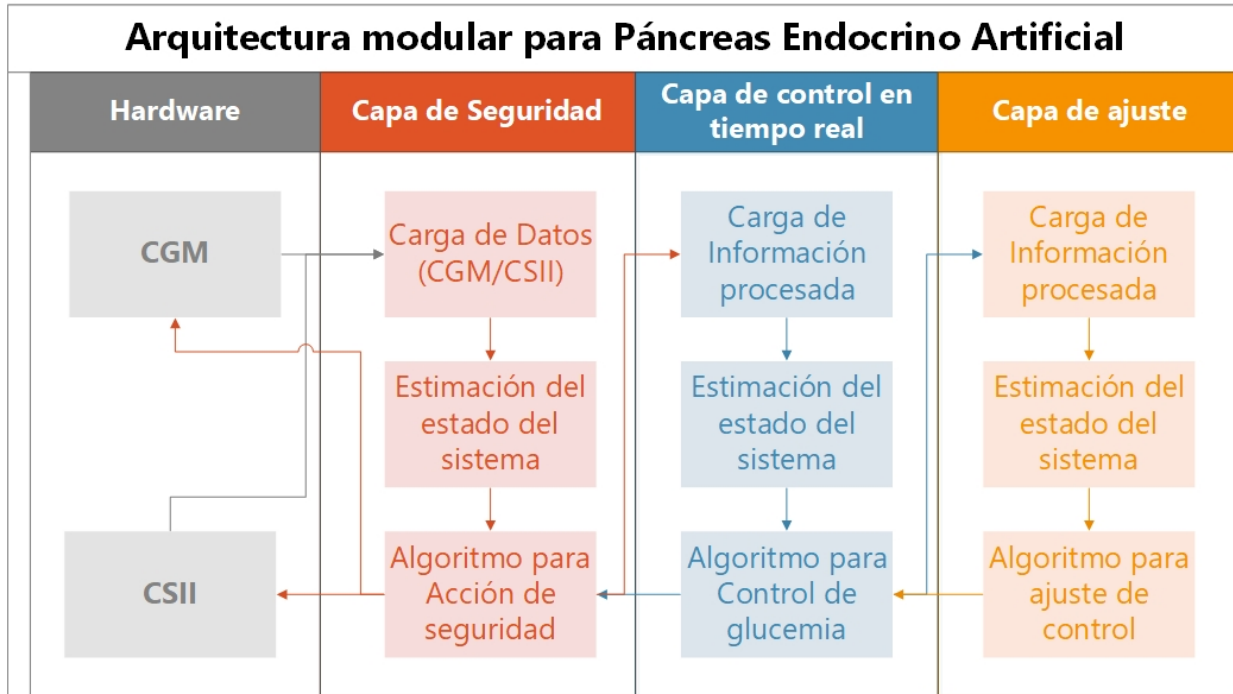 Arquitectura modular para Páncreas Endocrino Artificial
Hardware
Capa de Seguridad
Capa de control en
tiempo real
Capa de ajuste
CGM
Carga de Datos
(CGM/CSII)
Carga de
Información
procesada
Carga de
Información
procesada
Estimación del
estado del
sistema
Estimación del
estado del
sistema
Estimación del
estado del
sistema
CSII
Algoritmo para
Acción de
seguridad
Algoritmo para
Control de
glucemia
Algoritmo para
ajuste de
control